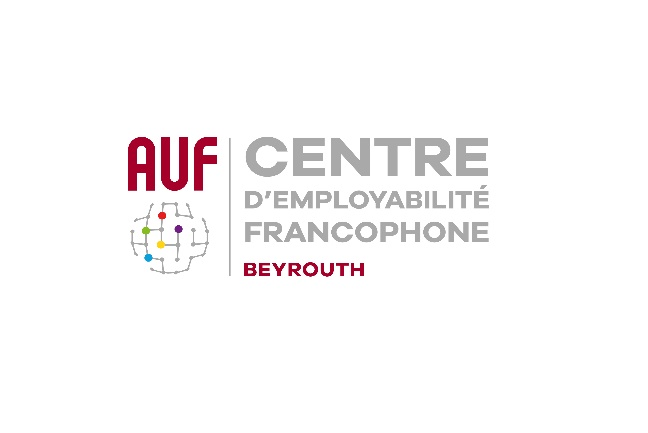 AUF
CENTRE
D'EMPLOYABILITÉ
FRANCOPHONE
BEYROUTH